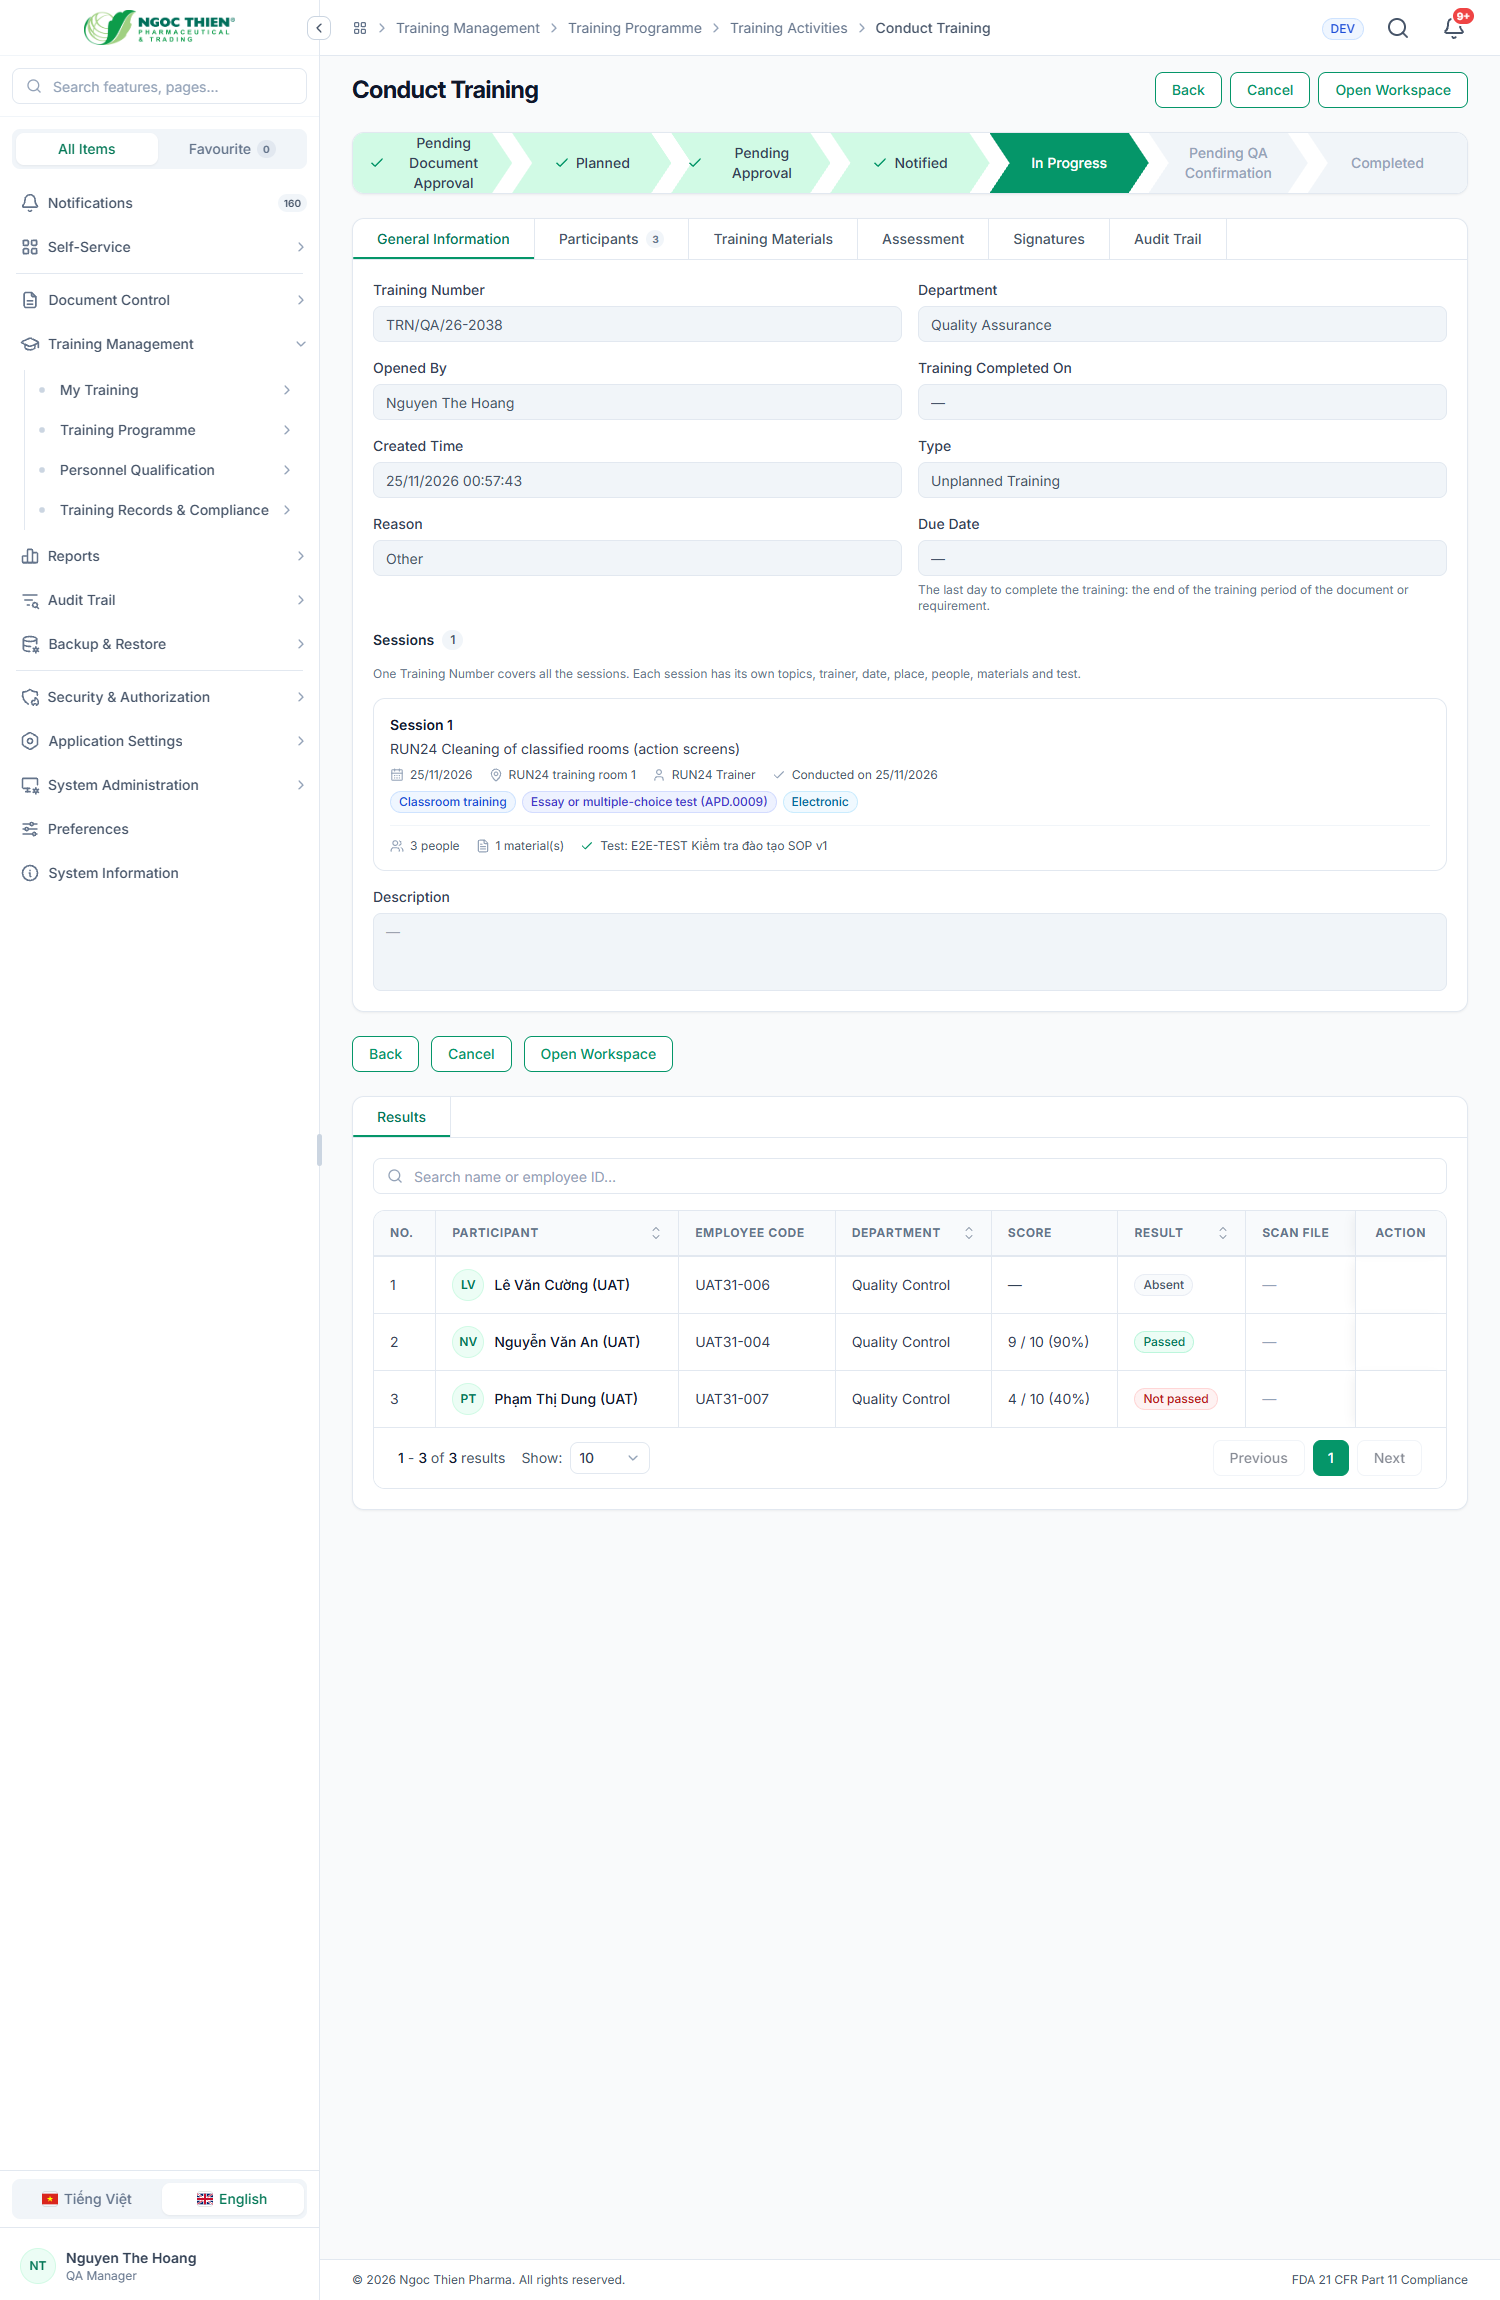 NGOC THIEN®
PHARMACEUTICAL
& TRADING
Search features, pages...
All Items
Favourite 0
Notifications 160
Self-Service
Document Control
Training Management
My Training
Training Programme
Personnel Qualification
Training Records & Compliance
Reports
Audit Trail
Backup & Restore
Security & Authorization
Application Settings
System Administration
Preferences
System Information
Tiếng Việt
English
NT
Nguyen The Hoang
QA Manager
Training Management
Training Programme
Training Activities
Conduct Training
DEV
9+
Conduct Training
Back
Cancel
Open Workspace
Pending
Document
Approval
Planned
Pending
Approval
Notified
In Progress
Pending QA
Confirmation
Completed
General Information
Participants 3
Training Materials
Assessment
Signatures
Audit Trail
Training Number
TRN/QA/26-2038
Department
Quality Assurance
Opened By
Nguyen The Hoang
Training Completed On
—
Created Time
25/11/2026 00:57:43
Type
Unplanned Training
Reason
Other
Due Date
—
The last day to complete the training: the end of the training period of the document or
requirement.
Sessions 1
One Training Number covers all the sessions. Each session has its own topics, trainer, date, place, people, materials and test.
Session 1
RUN24 Cleaning of classified rooms (action screens)
25/11/2026 RUN24 training room 1 RUN24 Trainer Conducted on 25/11/2026
Classroom training Essay or multiple-choice test (APD.0009) Electronic
3 people 1 material(s) Test: E2E-TEST Kiểm tra đào tạo SOP v1
Description
—
Back
Cancel
Open Workspace
Results
Search name or employee ID...
NO. PARTICIPANT EMPLOYEE CODE DEPARTMENT SCORE RESULT SCAN FILE ACTION
1 LV Lê Văn Cường (UAT) UAT31-006 Quality Control — Absent —
2 NV Nguyễn Văn An (UAT) UAT31-004 Quality Control 9 / 10 (90%) Passed —
3 PT Phạm Thị Dung (UAT) UAT31-007 Quality Control 4 / 10 (40%) Not passed —
1 - 3 of 3 results Show: 10 Previous 1 Next
© 2026 Ngoc Thien Pharma. All rights reserved.
FDA 21 CFR Part 11 Compliance